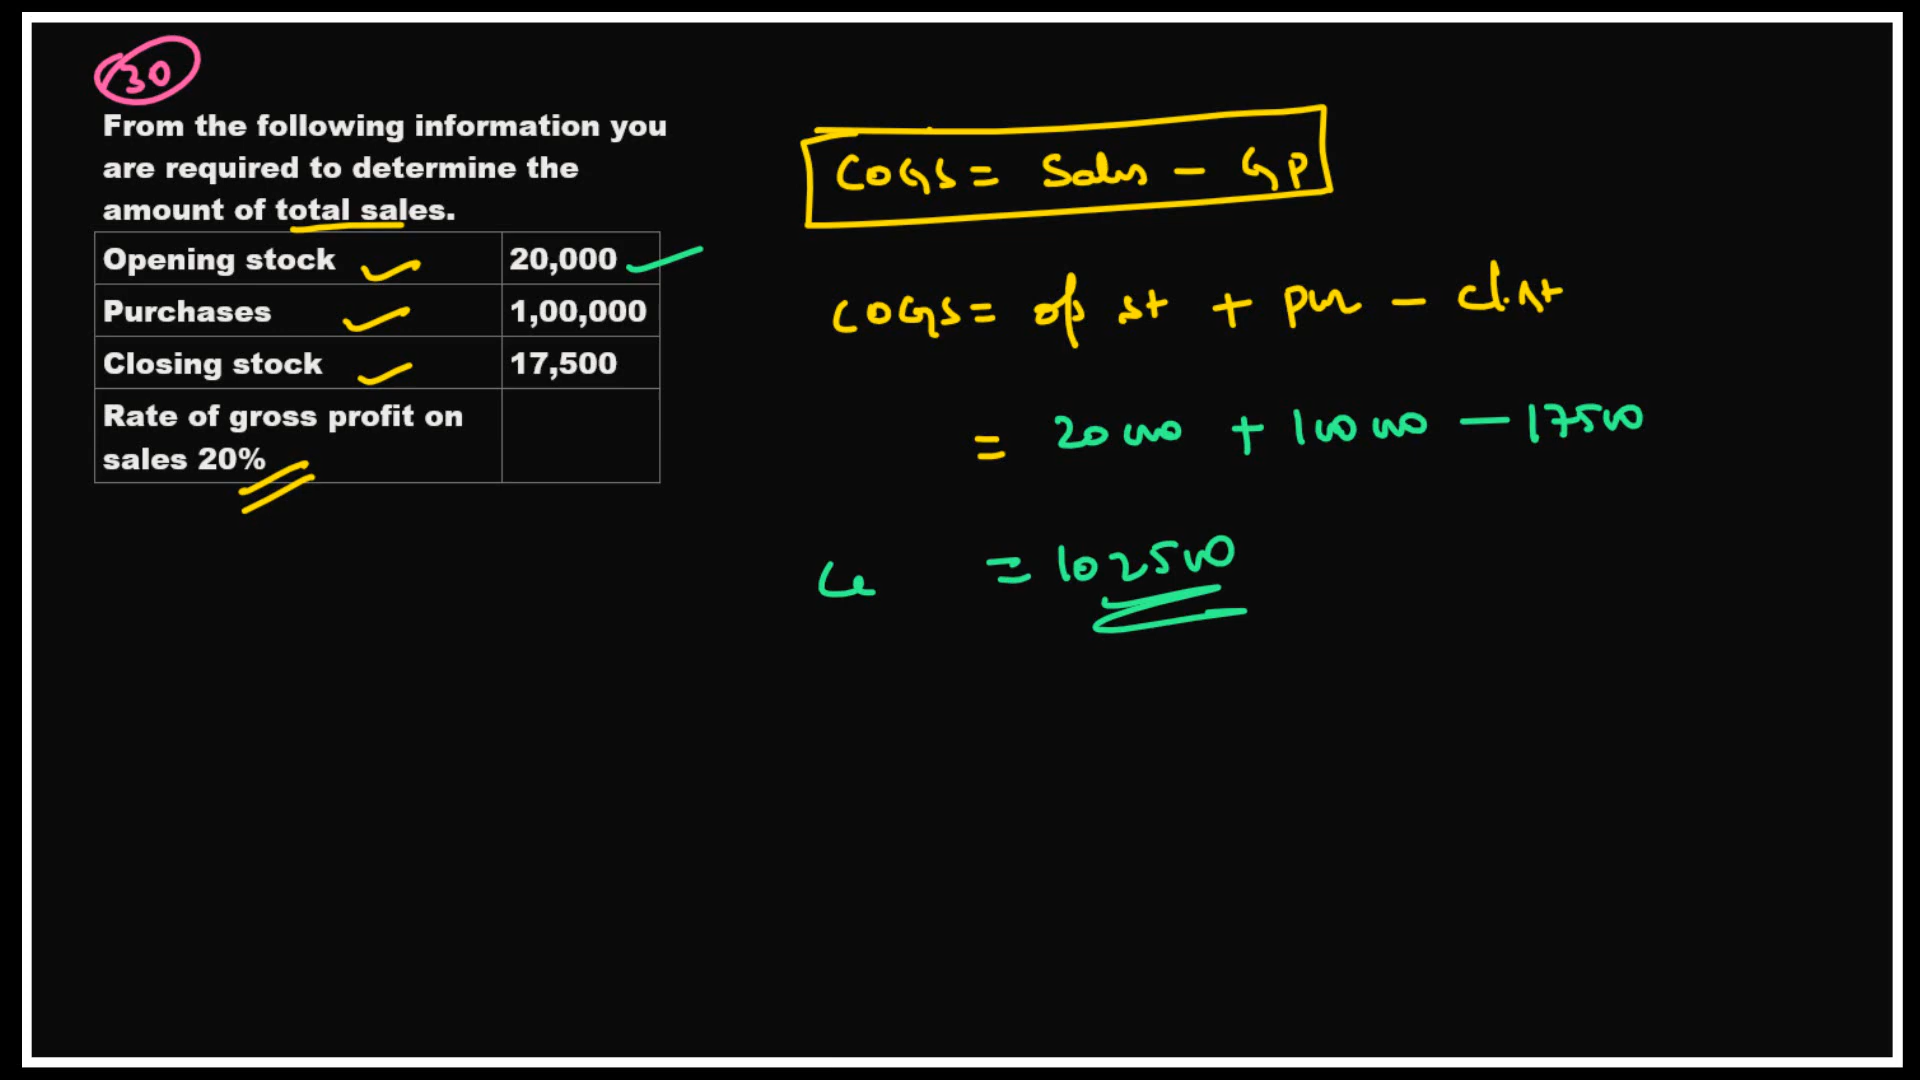 30
From the following information you
are required to determine the
amount of total sales.
Opening stock 20,000
Purchases 1,00,000
Closing stock 17,500
Rate of gross profit on
sales 20%
COGS = Sales - GP
COGS = op st + pur - cl. st
= 20000 + 100000 - 17500
= 102500